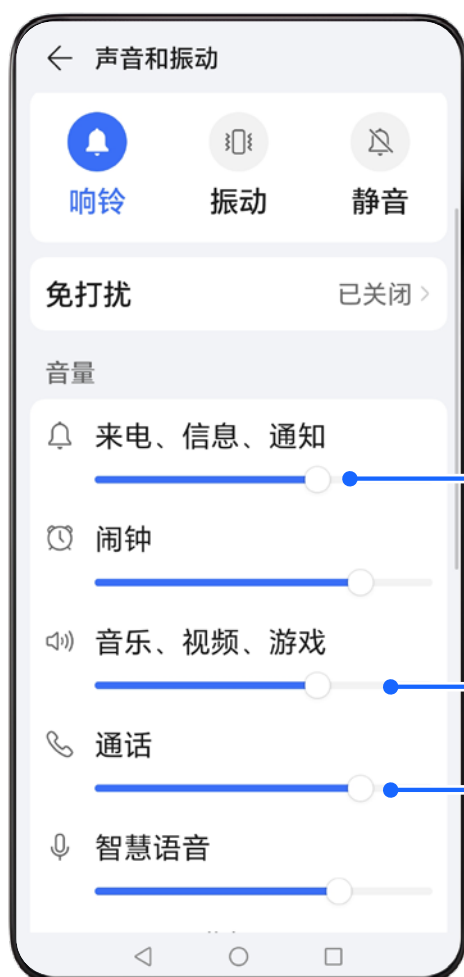 声音和振动
响铃 振动 静音
免打扰 已关闭
音量
来电、信息、通知
闹钟
音乐、视频、游戏
通话
智慧语音